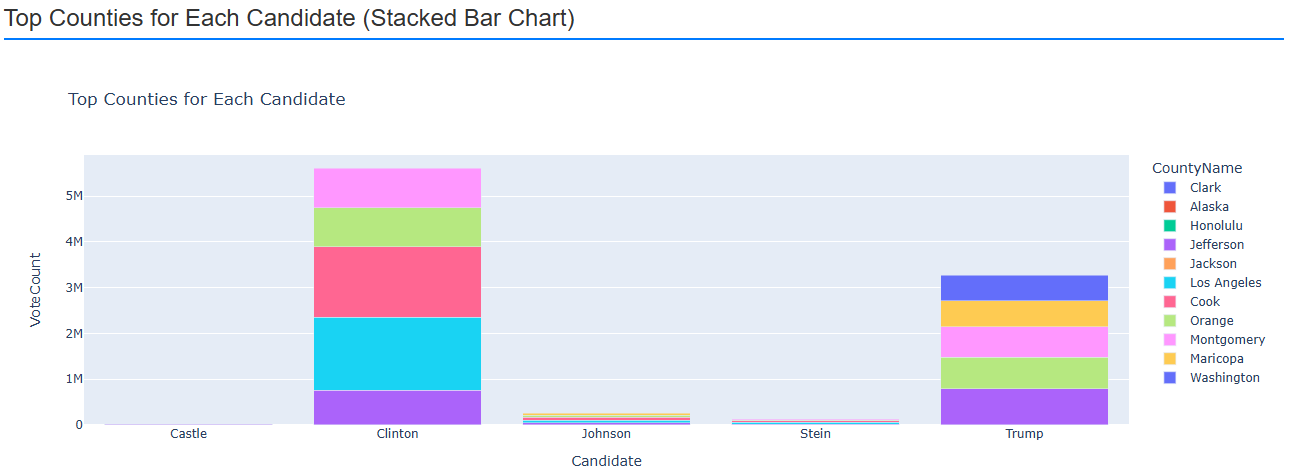 Top Counties for Each Candidate (Stacked Bar Chart)
Top Counties for Each Candidate
VoteCount
5M
4M
3M
2M
1M
0
Castle
Clinton
Johnson
Stein
Trump
Candidate
CountyName
Clark
Alaska
Honolulu
Jefferson
Jackson
Los Angeles
Cook
Orange
Montgomery
Maricopa
Washington